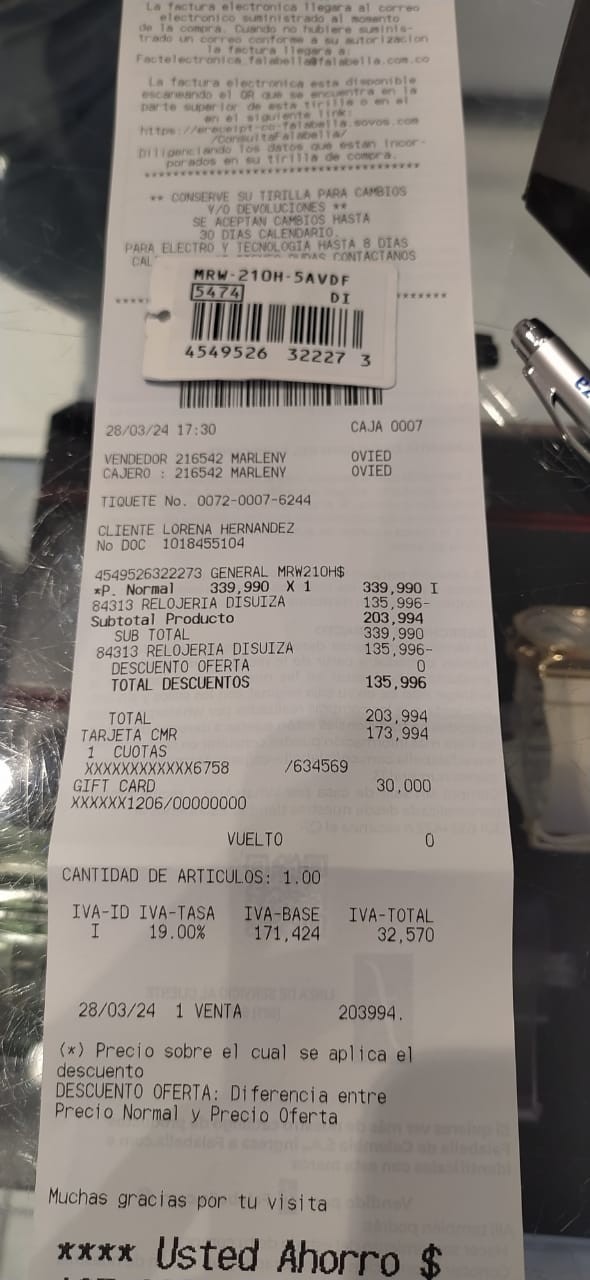 La factura electronica llegara al correo
electronico suministrado al momento
de la compra. Cuando no hubiere suminis-
trado un correo conforme a su autorizacion
la factura llegara a:
Factelectronica_falabella@falabella.com.co
La factura electronica esta disponible
escaneando el QR que se encuentra en la
parte superior de esta tirilla o en el
en el siguiente link:
https://ereceipt-co-falabella.sovos.com
/ConsultaFalabella/
Diligenciando los datos que estan incor-
porados en su tirilla de compra.
** CONSERVE SU TIRILLA PARA CAMBIOS
Y/O DEVOLUCIONES **
SE ACEPTAN CAMBIOS HASTA
30 DIAS CALENDARIO.
PARA ELECTRO Y TECNOLOGIA HASTA 8 DIAS
CAL DUDAS CONTACTANOS
MRW-210H-5AVDF
5474 DI
4549526 32227 3
28/03/24 17:30 CAJA 0007
VENDEDOR 216542 MARLENY OVIED
CAJERO : 216542 MARLENY OVIED
TIQUETE No. 0072-0007-6244
CLIENTE LORENA HERNANDEZ
No DOC 1018455104
4549526322273 GENERAL MRW210H$
*P. Normal 339,990 X 1 339,990 I
84313 RELOJERIA DISUIZA 135,996-
Subtotal Producto 203,994
SUB TOTAL 339,990
84313 RELOJERIA DISUIZA 135,996-
DESCUENTO OFERTA 0
TOTAL DESCUENTOS 135,996
TOTAL 203,994
TARJETA CMR 173,994
1 CUOTAS
XXXXXXXXXXXX6758 /634569
GIFT CARD 30,000
XXXXXX1206/00000000
VUELTO 0
CANTIDAD DE ARTICULOS: 1.00
IVA-ID IVA-TASA IVA-BASE IVA-TOTAL
I 19.00% 171,424 32,570
28/03/24 1 VENTA 203994.
(*) Precio sobre el cual se aplica el
descuento
DESCUENTO OFERTA: Diferencia entre
Precio Normal y Precio Oferta
Muchas gracias por tu visita
**** Usted Ahorro $